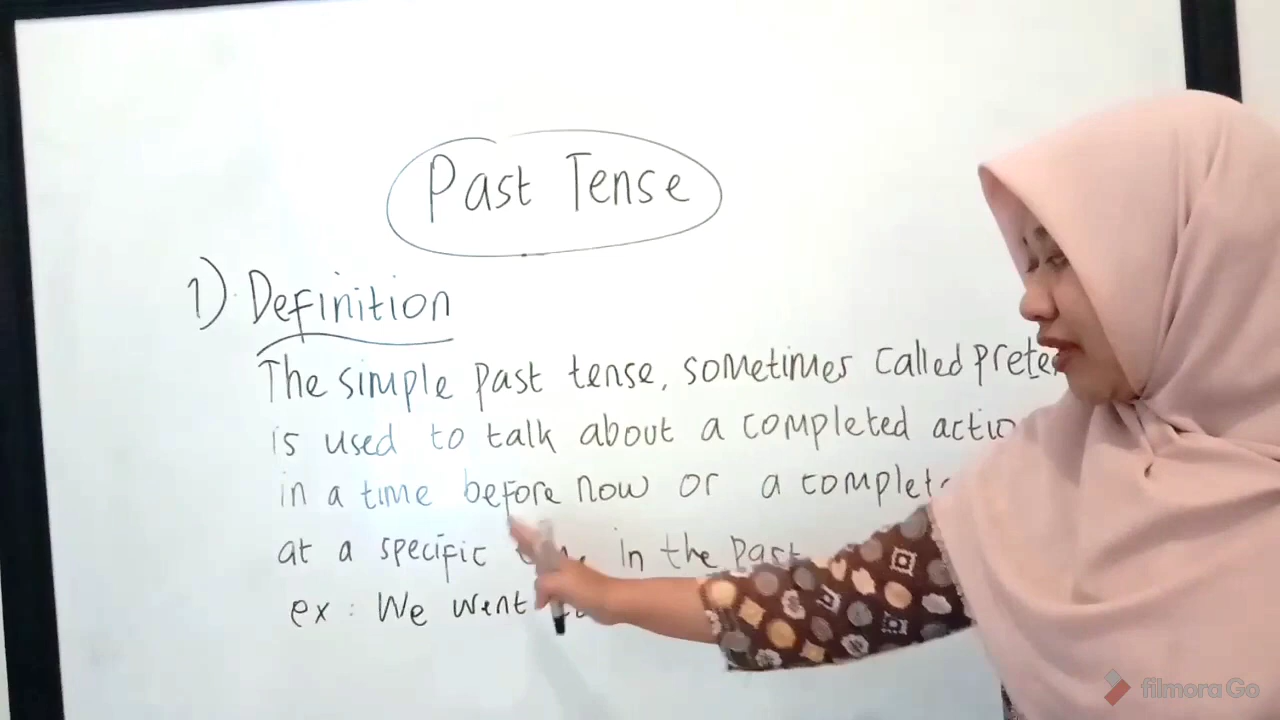 Past Tense
1) Definition
The simple past tense, sometimes called prete
is used to talk about a completed actio
in a time before now or a complet
at a specific in the past
ex : We went
filmora Go